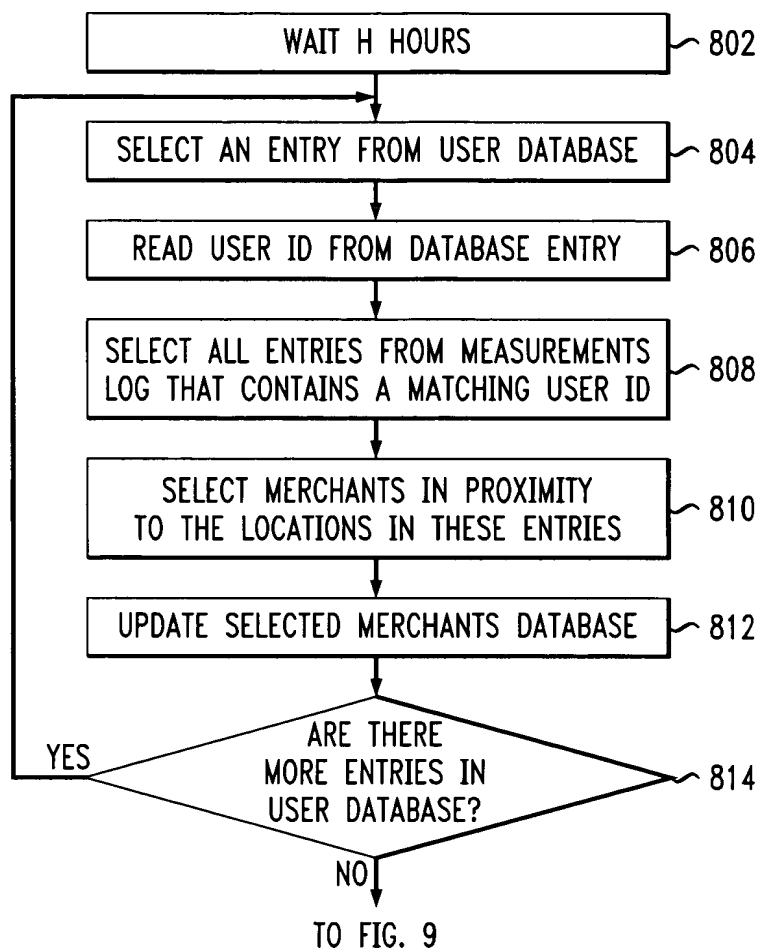 WAIT H HOURS
802
SELECT AN ENTRY FROM USER DATABASE
804
READ USER ID FROM DATABASE ENTRY
806
SELECT ALL ENTRIES FROM MEASUREMENTS
LOG THAT CONTAINS A MATCHING USER ID
808
SELECT MERCHANTS IN PROXIMITY
TO THE LOCATIONS IN THESE ENTRIES
810
UPDATE SELECTED MERCHANTS DATABASE
812
ARE THERE
MORE ENTRIES IN
USER DATABASE?
814
YES
NO
TO FIG. 9